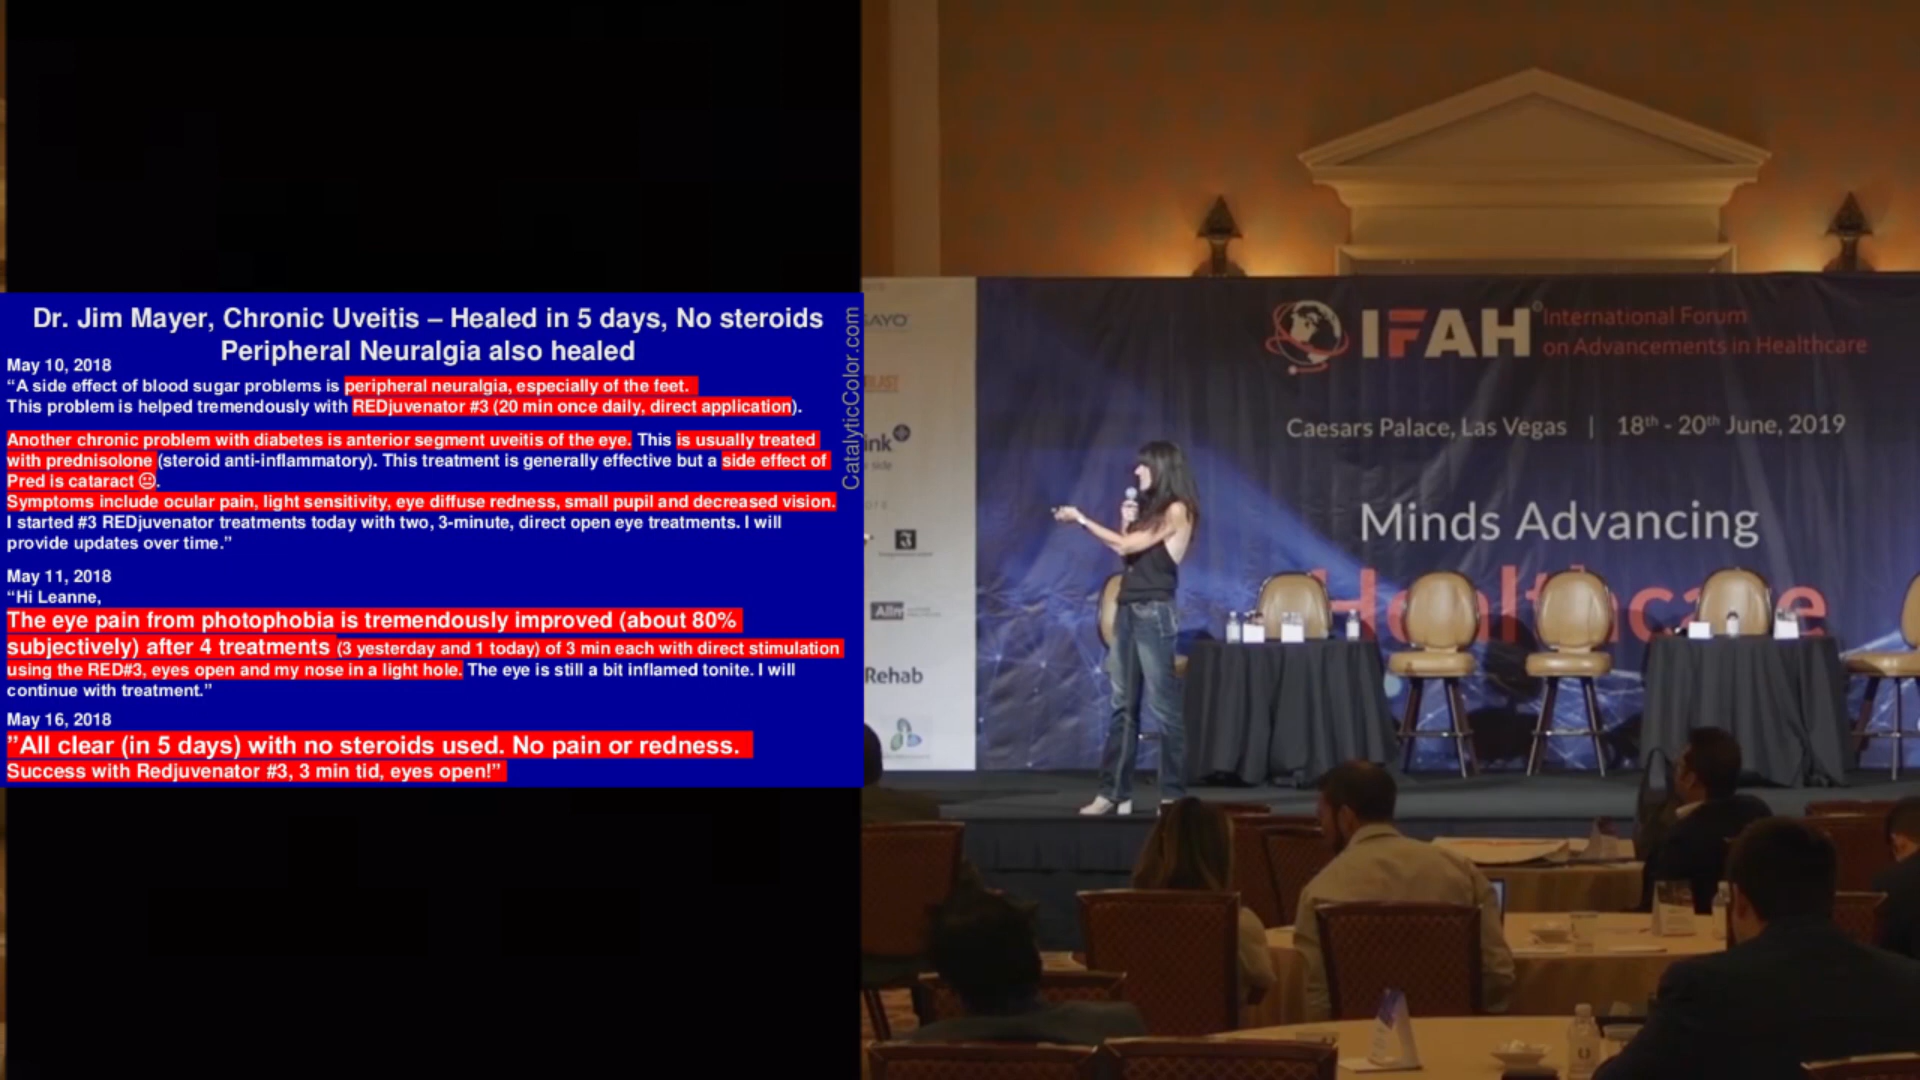 Dr. Jim Mayer, Chronic Uveitis – Healed in 5 days, No steroids
Peripheral Neuralgia also healed
May 10, 2018
“A side effect of blood sugar problems is peripheral neuralgia, especially of the feet.
This problem is helped tremendously with REDjuvenator #3 (20 min once daily, direct application).
Another chronic problem with diabetes is anterior segment uveitis of the eye. This is usually treated
with prednisolone (steroid anti-inflammatory). This treatment is generally effective but a side effect of
Pred is cataract 😐.
Symptoms include ocular pain, light sensitivity, eye diffuse redness, small pupil and decreased vision.
I started #3 REDjuvenator treatments today with two, 3-minute, direct open eye treatments. I will
provide updates over time.”
May 11, 2018
“Hi Leanne,
The eye pain from photophobia is tremendously improved (about 80%
subjectively) after 4 treatments (3 yesterday and 1 today) of 3 min each with direct stimulation
using the RED#3, eyes open and my nose in a light hole. The eye is still a bit inflamed tonite. I will
continue with treatment.”
May 16, 2018
”All clear (in 5 days) with no steroids used. No pain or redness.
Success with Redjuvenator #3, 3 min tid, eyes open!”
CatalyticColor.com
IFAH® International Forum
on Advancements in Healthcare
Caesars Palace, Las Vegas | 18th - 20th June, 2019
Minds Advancing
Healthcare
Rehab